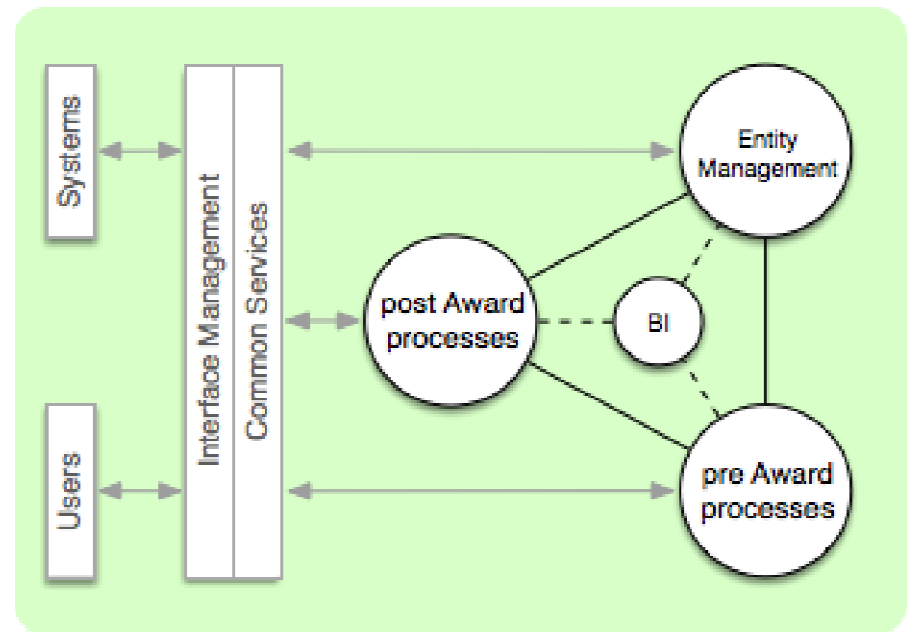 Systems
Users
Interface Management
Common Services
Entity
Management
post Award
processes
BI
pre Award
processes